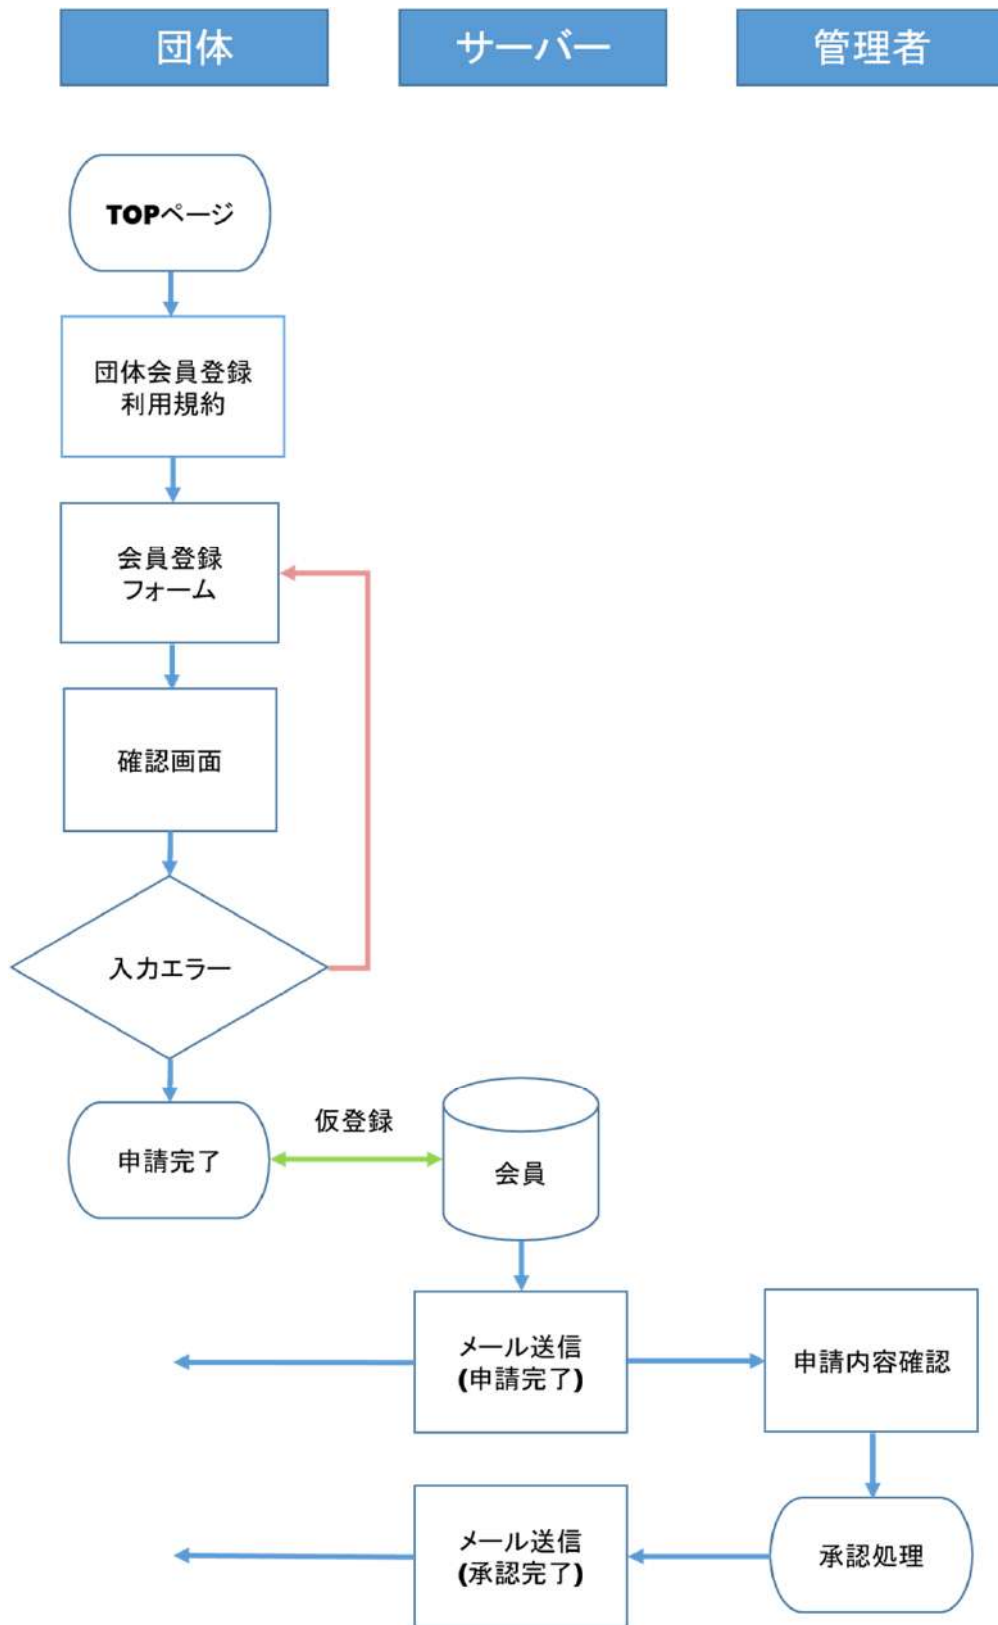 団体
サーバー
管理者
TOPページ
団体会員登録
利用規約
会員登録
フォーム
確認画面
入力エラー
申請完了
仮登録
会員
メール送信
(申請完了)
申請内容確認
メール送信
(承認完了)
承認処理